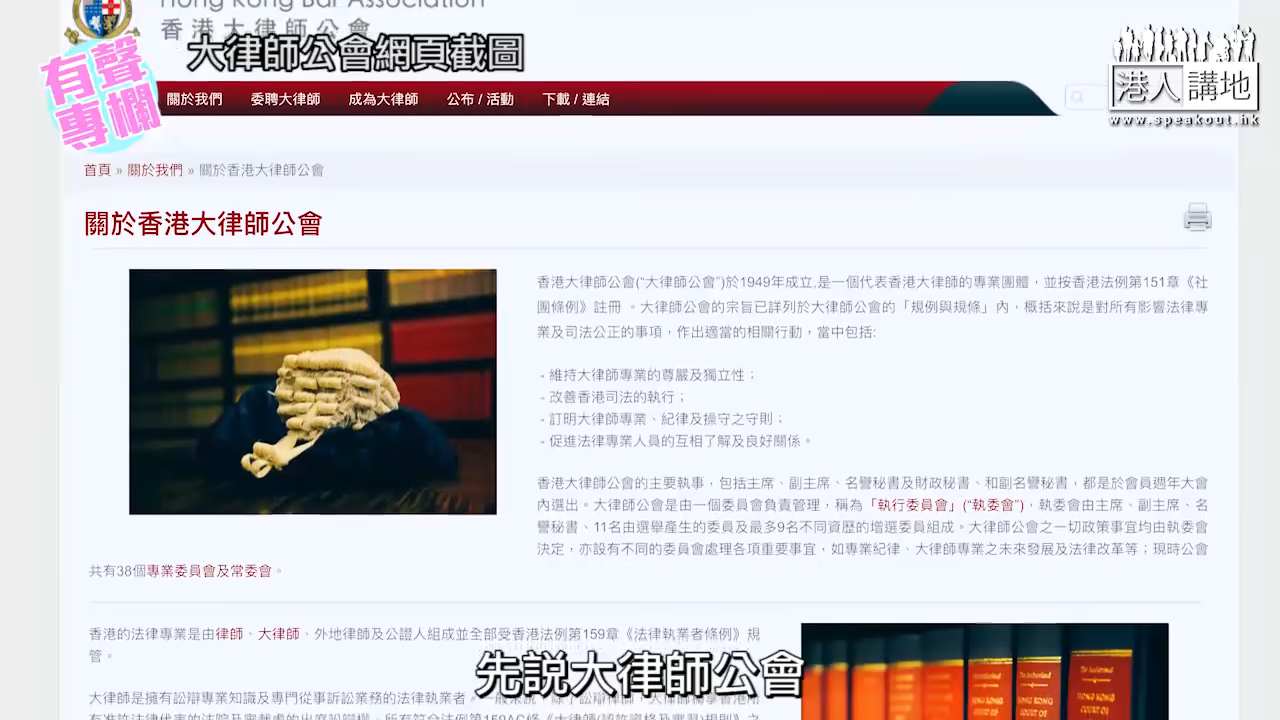 Hong Kong Bar Association
香港大律師公會
大律師公會網頁截圖
有聲
專欄
港人講地
www.speakout.hk
關於我們 委聘大律師 成為大律師 公布 / 活動 下載 / 連結
首頁 » 關於我們 » 關於香港大律師公會
關於香港大律師公會
香港大律師公會(“大律師公會”)於1949年成立,是一個代表香港大律師的專業團體，並按香港法例第151章《社
團條例》註冊 。大律師公會的宗旨已詳列於大律師公會的「規例與規條」內，概括來說是對所有影響法律專
業及司法公正的事項，作出適當的相關行動，當中包括:
- 維持大律師專業的尊嚴及獨立性；
- 改善香港司法的執行；
- 訂明大律師專業、紀律及操守之守則；
- 促進法律專業人員的互相了解及良好關係。
香港大律師公會的主要執事，包括主席、副主席、名譽秘書及財政秘書、和副名譽秘書，都是於會員週年大會
內選出。大律師公會是由一個委員會負責管理，稱為「執行委員會」(“執委會”)，執委會由主席、副主席、名
譽秘書、11名由選舉產生的委員及最多9名不同資歷的增選委員組成。大律師公會之一切政策事宜均由執委會
決定，亦設有不同的委員會處理各項重要事宜，如專業紀律、大律師專業之未來發展及法律改革等；現時公會
共有38個專業委員會及常委會。
香港的法律專業是由律師、大律師、外地律師及公證人組成並全部受香港法例第159章《法律執業者條例》規
管。
先說大律師公會
大律師是擁有訟辯專業知識及專門從事訴訟業務的法律執業者。
HONG KONG
COURT OF